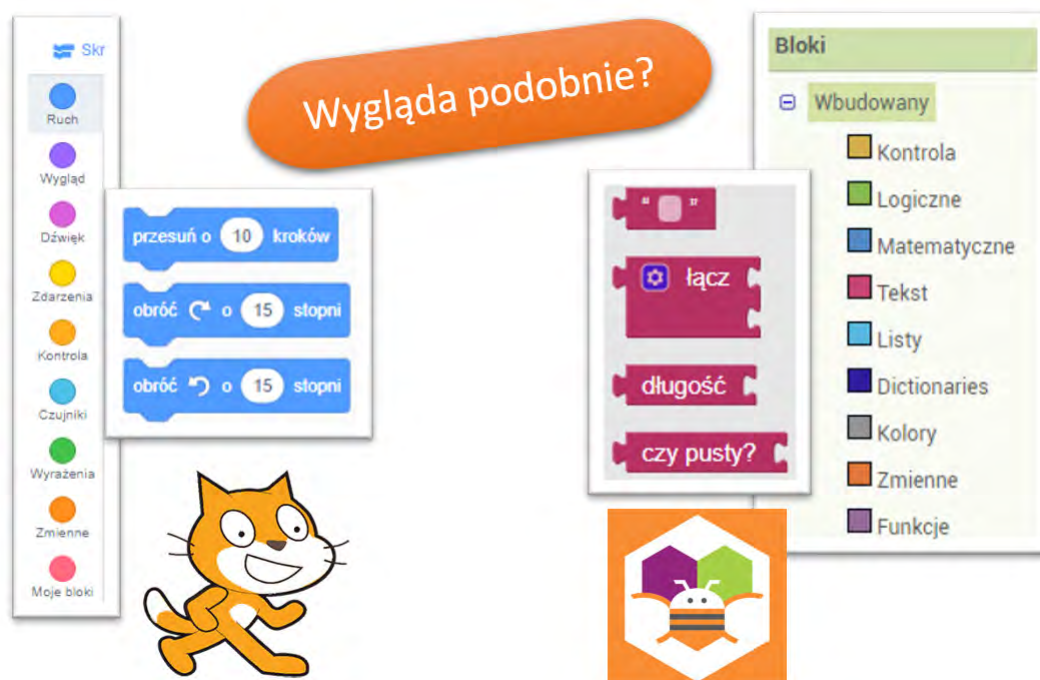 Skr
Ruch
Wygląd
Dźwięk
Zdarzenia
Kontrola
Czujniki
Wyrażenia
Zmienne
Moje bloki
przesuń o 10 kroków
obróć o 15 stopni
obróć o 15 stopni
Wygląda podobnie?
" "
łącz
długość
czy pusty?
Bloki
Wbudowany
Kontrola
Logiczne
Matematyczne
Tekst
Listy
Dictionaries
Kolory
Zmienne
Funkcje